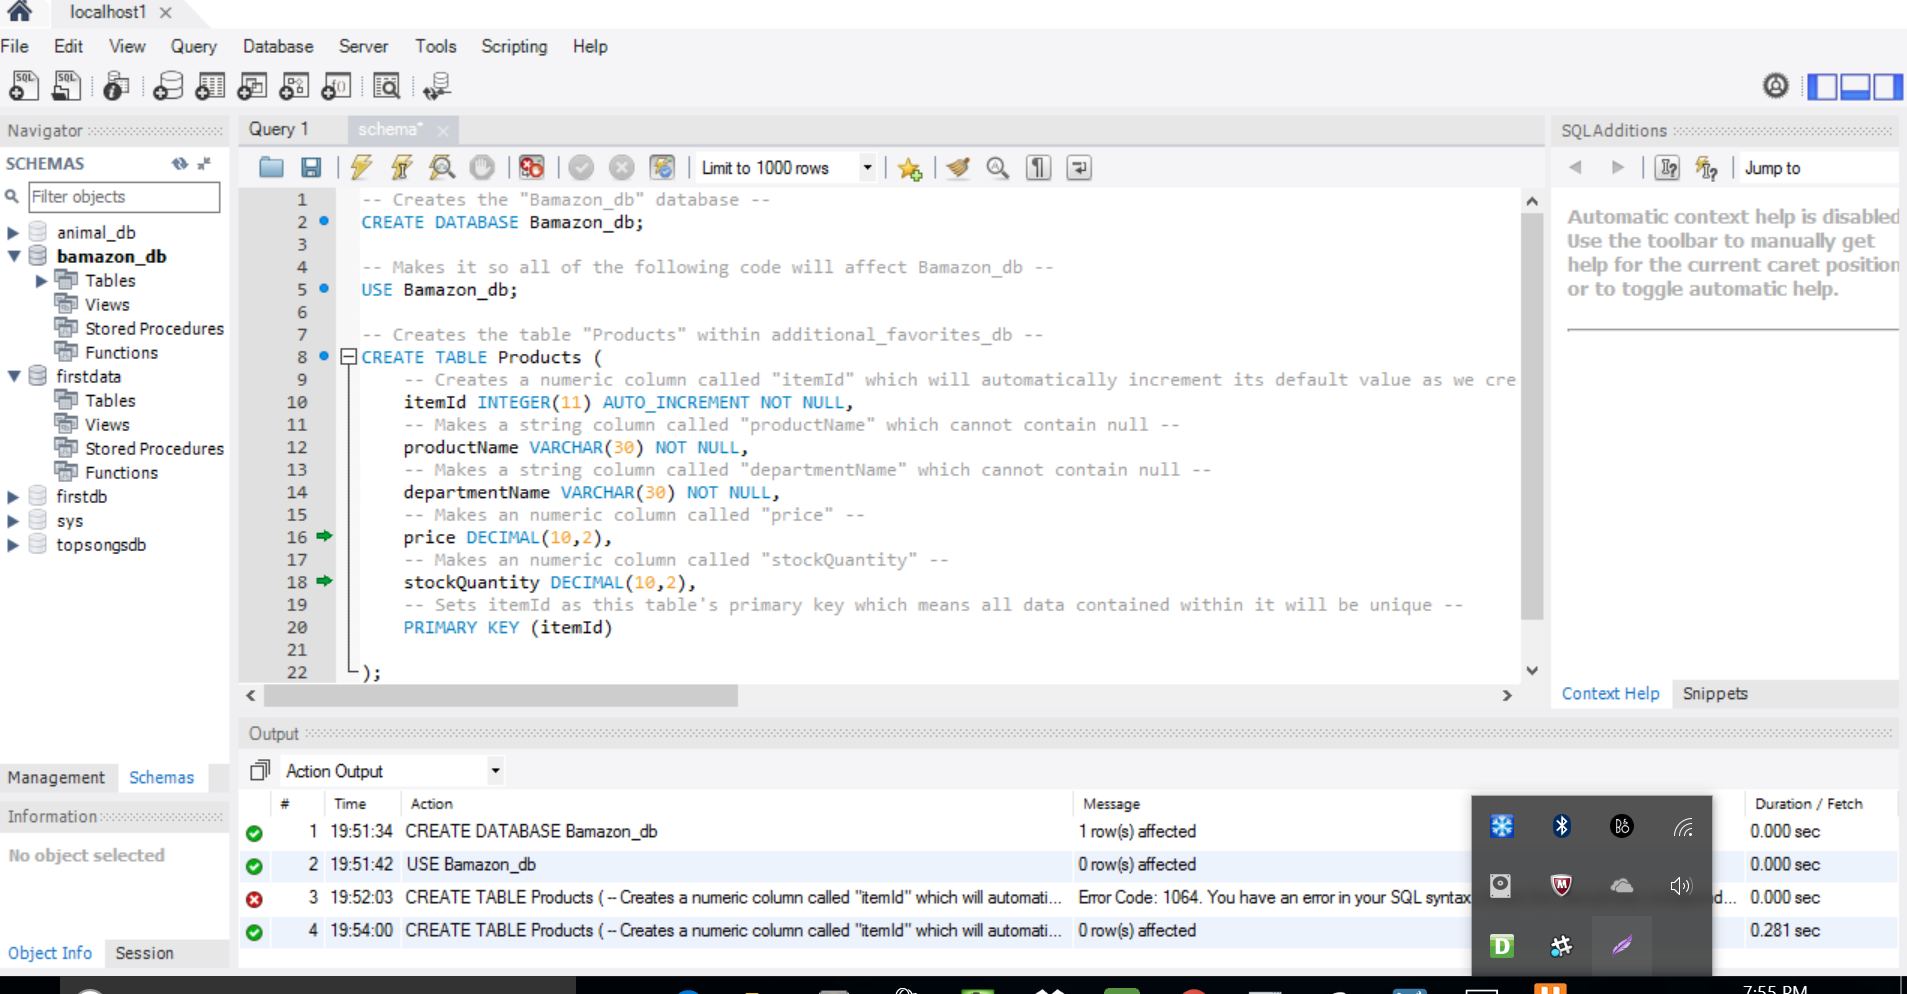 localhost1
File Edit View Query Database Server Tools Scripting Help
Navigator
SCHEMAS
Filter objects
animal_db
bamazon_db
Tables
Views
Stored Procedures
Functions
firstdata
Tables
Views
Stored Procedures
Functions
firstdb
sys
topsongsdb
Management Schemas
Information
No object selected
Object Info Session
Query 1 schema*
Limit to 1000 rows
1 -- Creates the "Bamazon_db" database --
2 CREATE DATABASE Bamazon_db;
3
4 -- Makes it so all of the following code will affect Bamazon_db --
5 USE Bamazon_db;
6
7 -- Creates the table "Products" within additional_favorites_db --
8 CREATE TABLE Products (
9 -- Creates a numeric column called "itemId" which will automatically increment its default value as we cre
10 itemId INTEGER(11) AUTO_INCREMENT NOT NULL,
11 -- Makes a string column called "productName" which cannot contain null --
12 productName VARCHAR(30) NOT NULL,
13 -- Makes a string column called "departmentName" which cannot contain null --
14 departmentName VARCHAR(30) NOT NULL,
15 -- Makes an numeric column called "price" --
16 price DECIMAL(10,2),
17 -- Makes an numeric column called "stockQuantity" --
18 stockQuantity DECIMAL(10,2),
19 -- Sets itemId as this table's primary key which means all data contained within it will be unique --
20 PRIMARY KEY (itemId)
21
22 );
SQLAdditions
Jump to
Automatic context help is disabled
Use the toolbar to manually get
help for the current caret position
or to toggle automatic help.
Context Help Snippets
Output
Action Output
# Time Action Message Duration / Fetch
1 19:51:34 CREATE DATABASE Bamazon_db 1 row(s) affected 0.000 sec
2 19:51:42 USE Bamazon_db 0 row(s) affected 0.000 sec
3 19:52:03 CREATE TABLE Products ( -- Creates a numeric column called "itemId" which will automati... Error Code: 1064. You have an error in your SQL syntax nd... 0.000 sec
4 19:54:00 CREATE TABLE Products ( -- Creates a numeric column called "itemId" which will automati... 0 row(s) affected 0.281 sec
7:55 PM